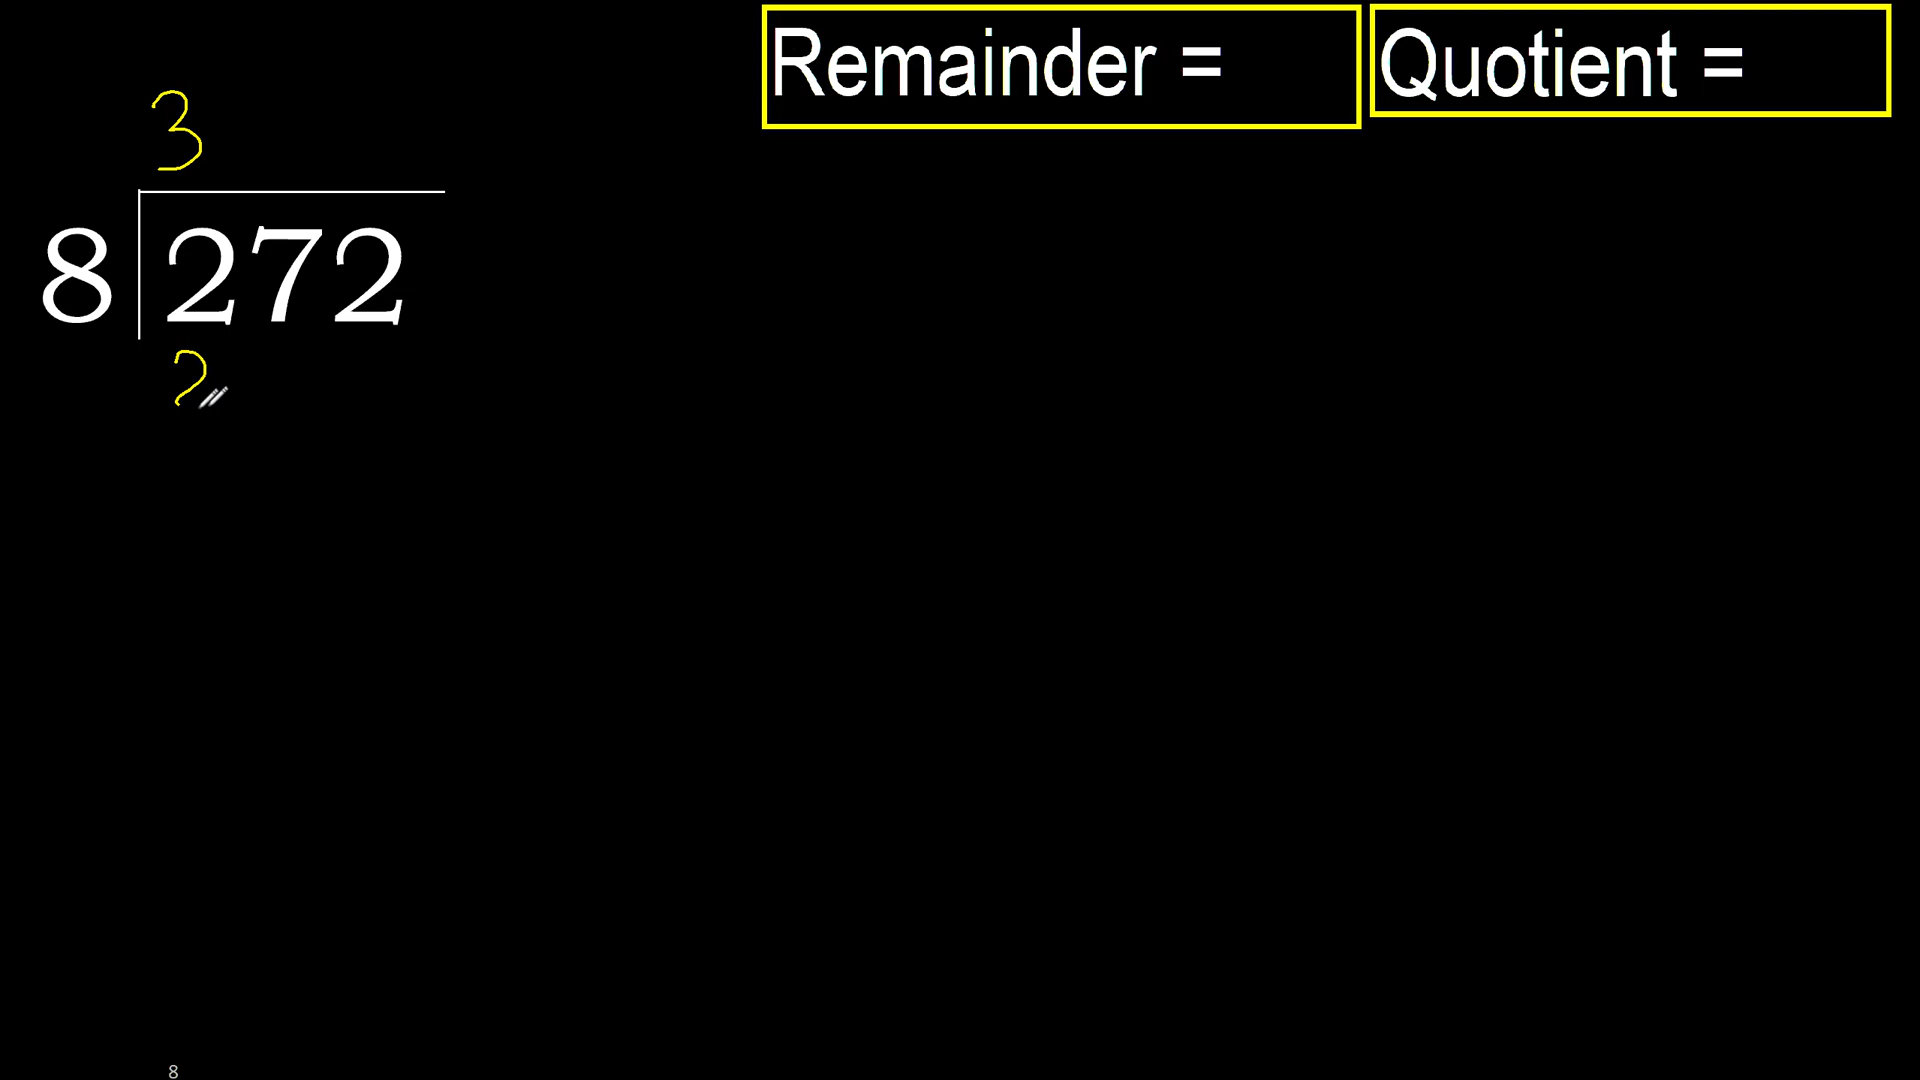 Remainder =
Quotient =
3
8 272
2
8